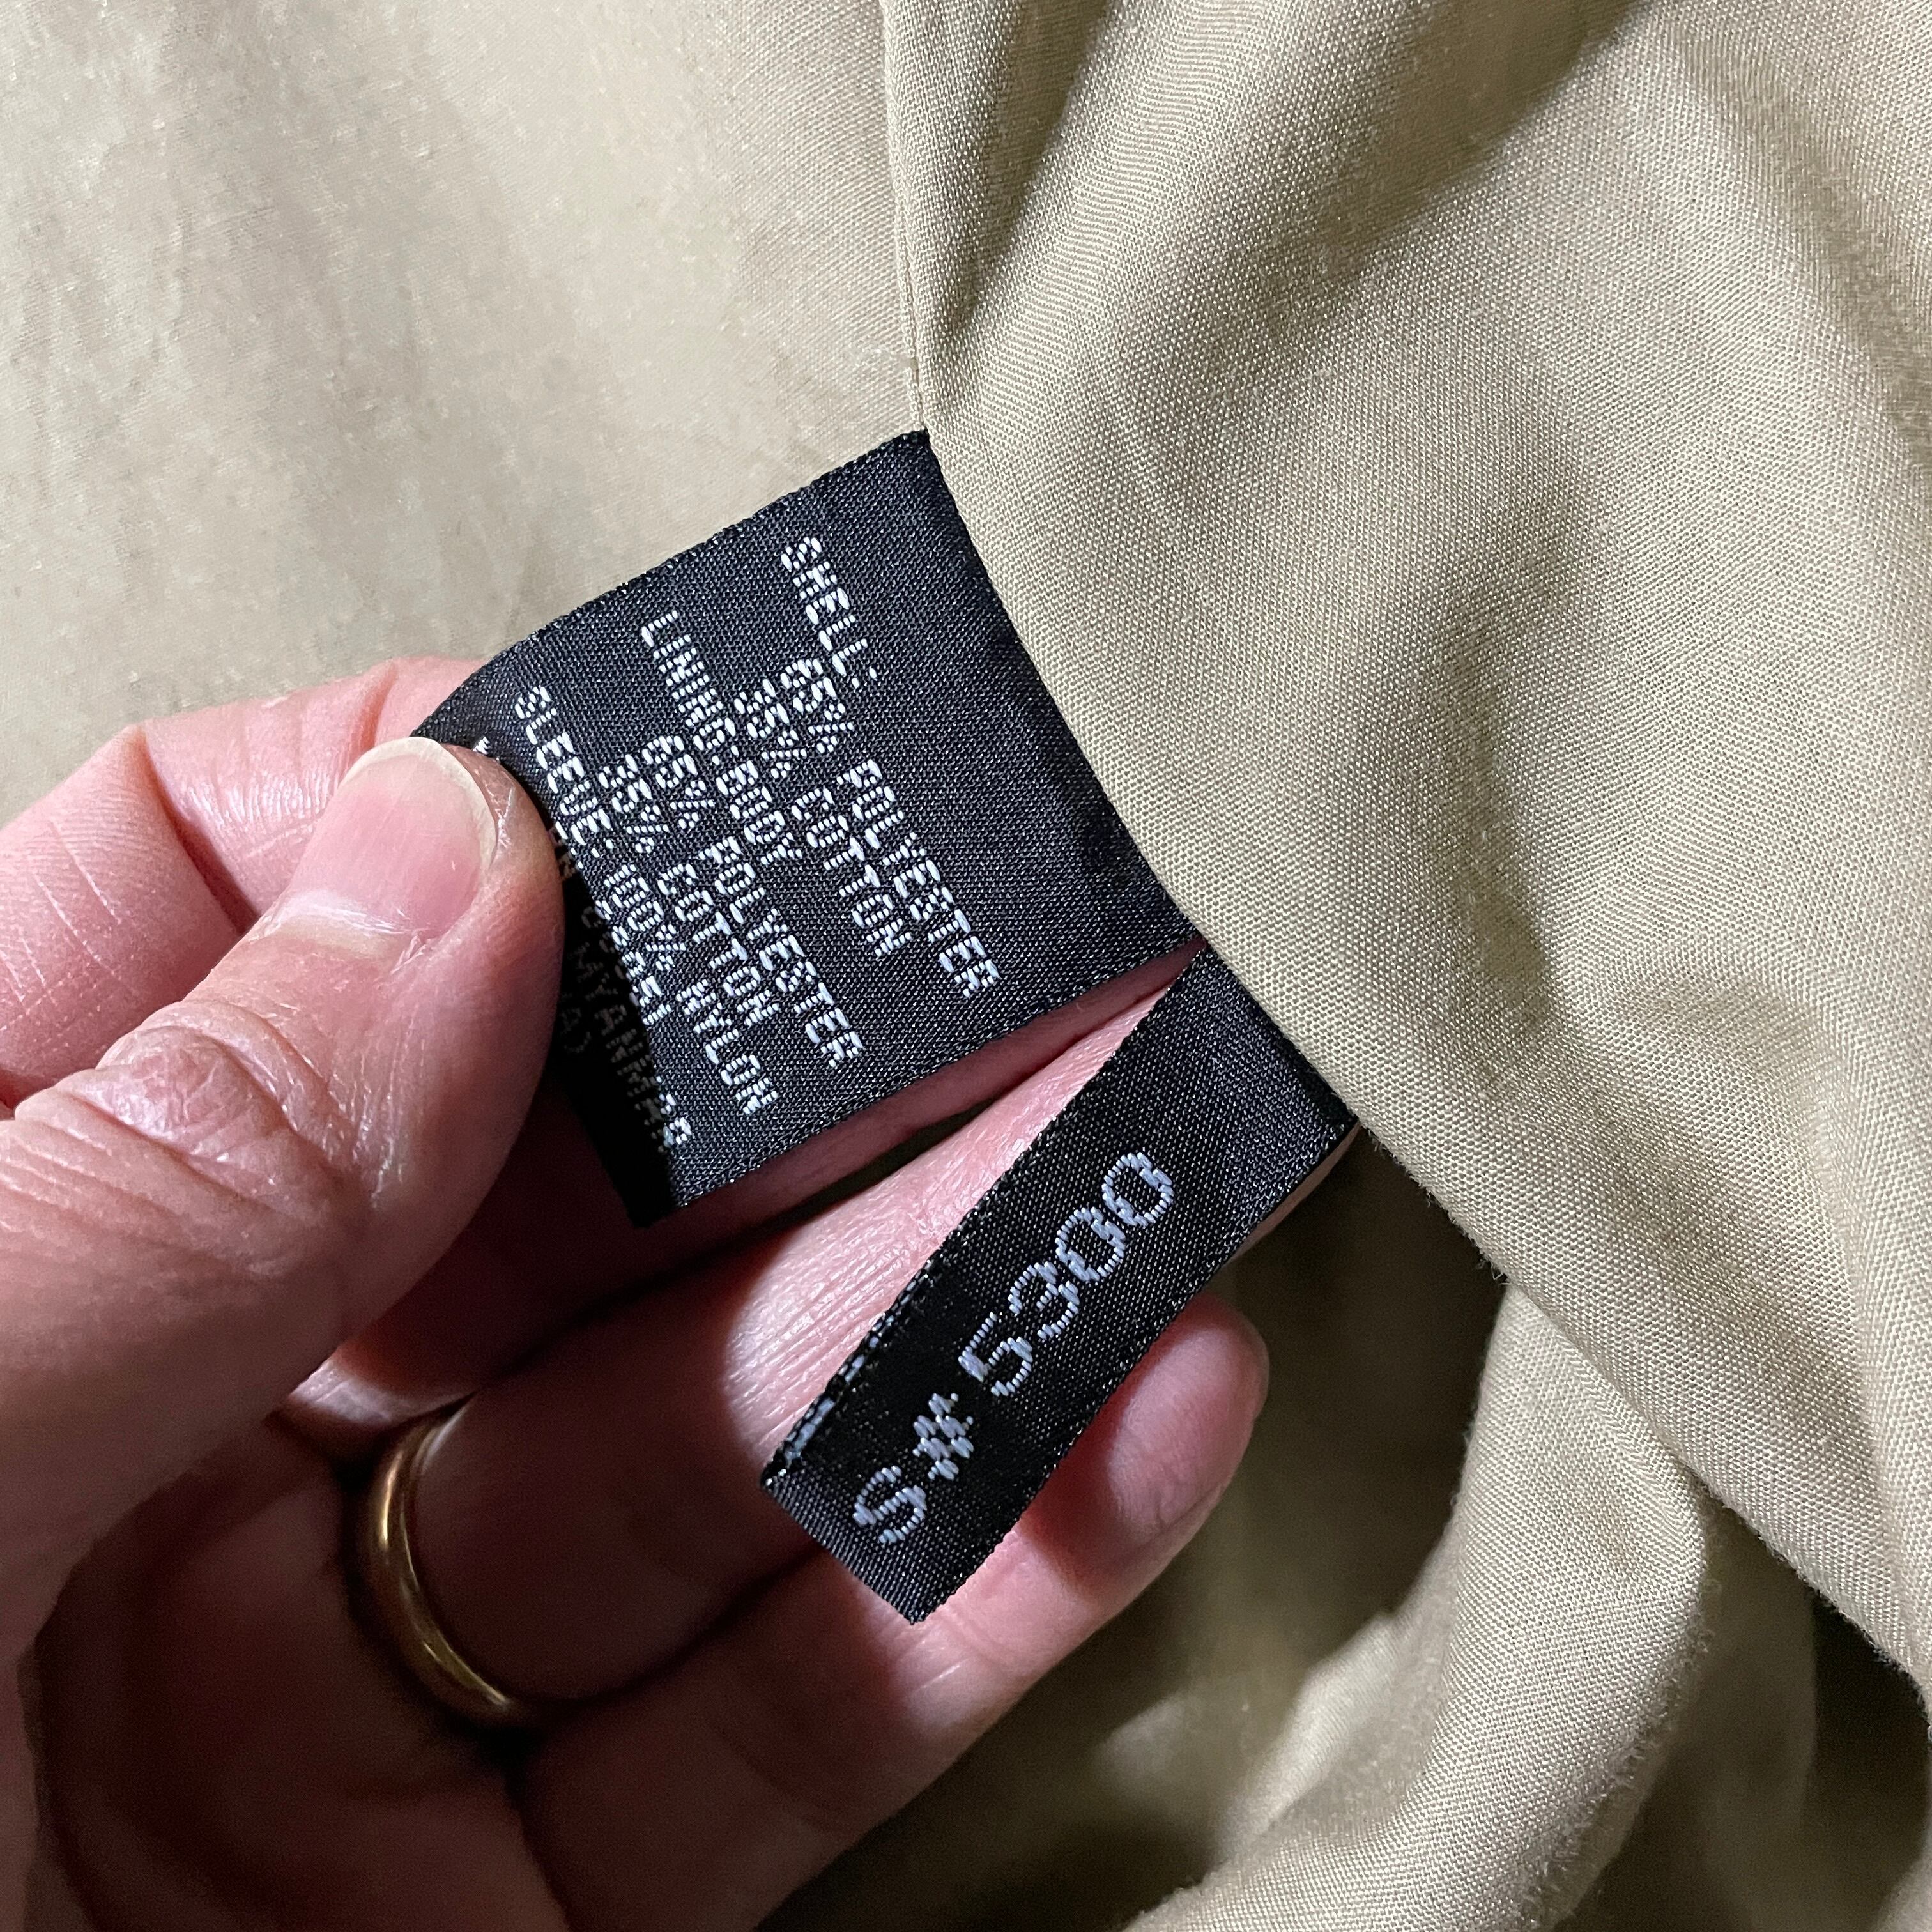 SHELL:
65% POLYESTER
35% COTTON
LINING-BODY
65% POLYESTER
35% COTTON
SLEEVE: 100% NYLON
S# 5300